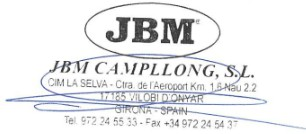 JBM
JBM CAMPLLONG, S.L.
CIM LA SELVA - Ctra. de l'Aeroport Km. 1,6 Nau 2.2
17185 VILOBI D'ONYAR
GIRONA - SPAIN
Tel. 972 24 55 33 - Fax +34 972 24 54 37